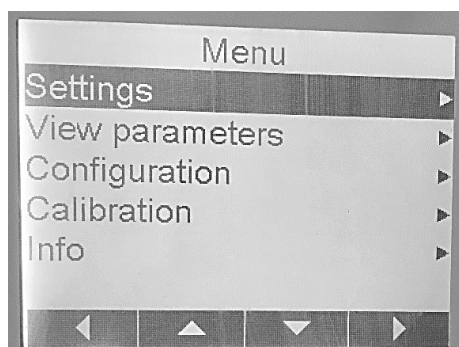 Menu
Settings
View parameters
Configuration
Calibration
Info